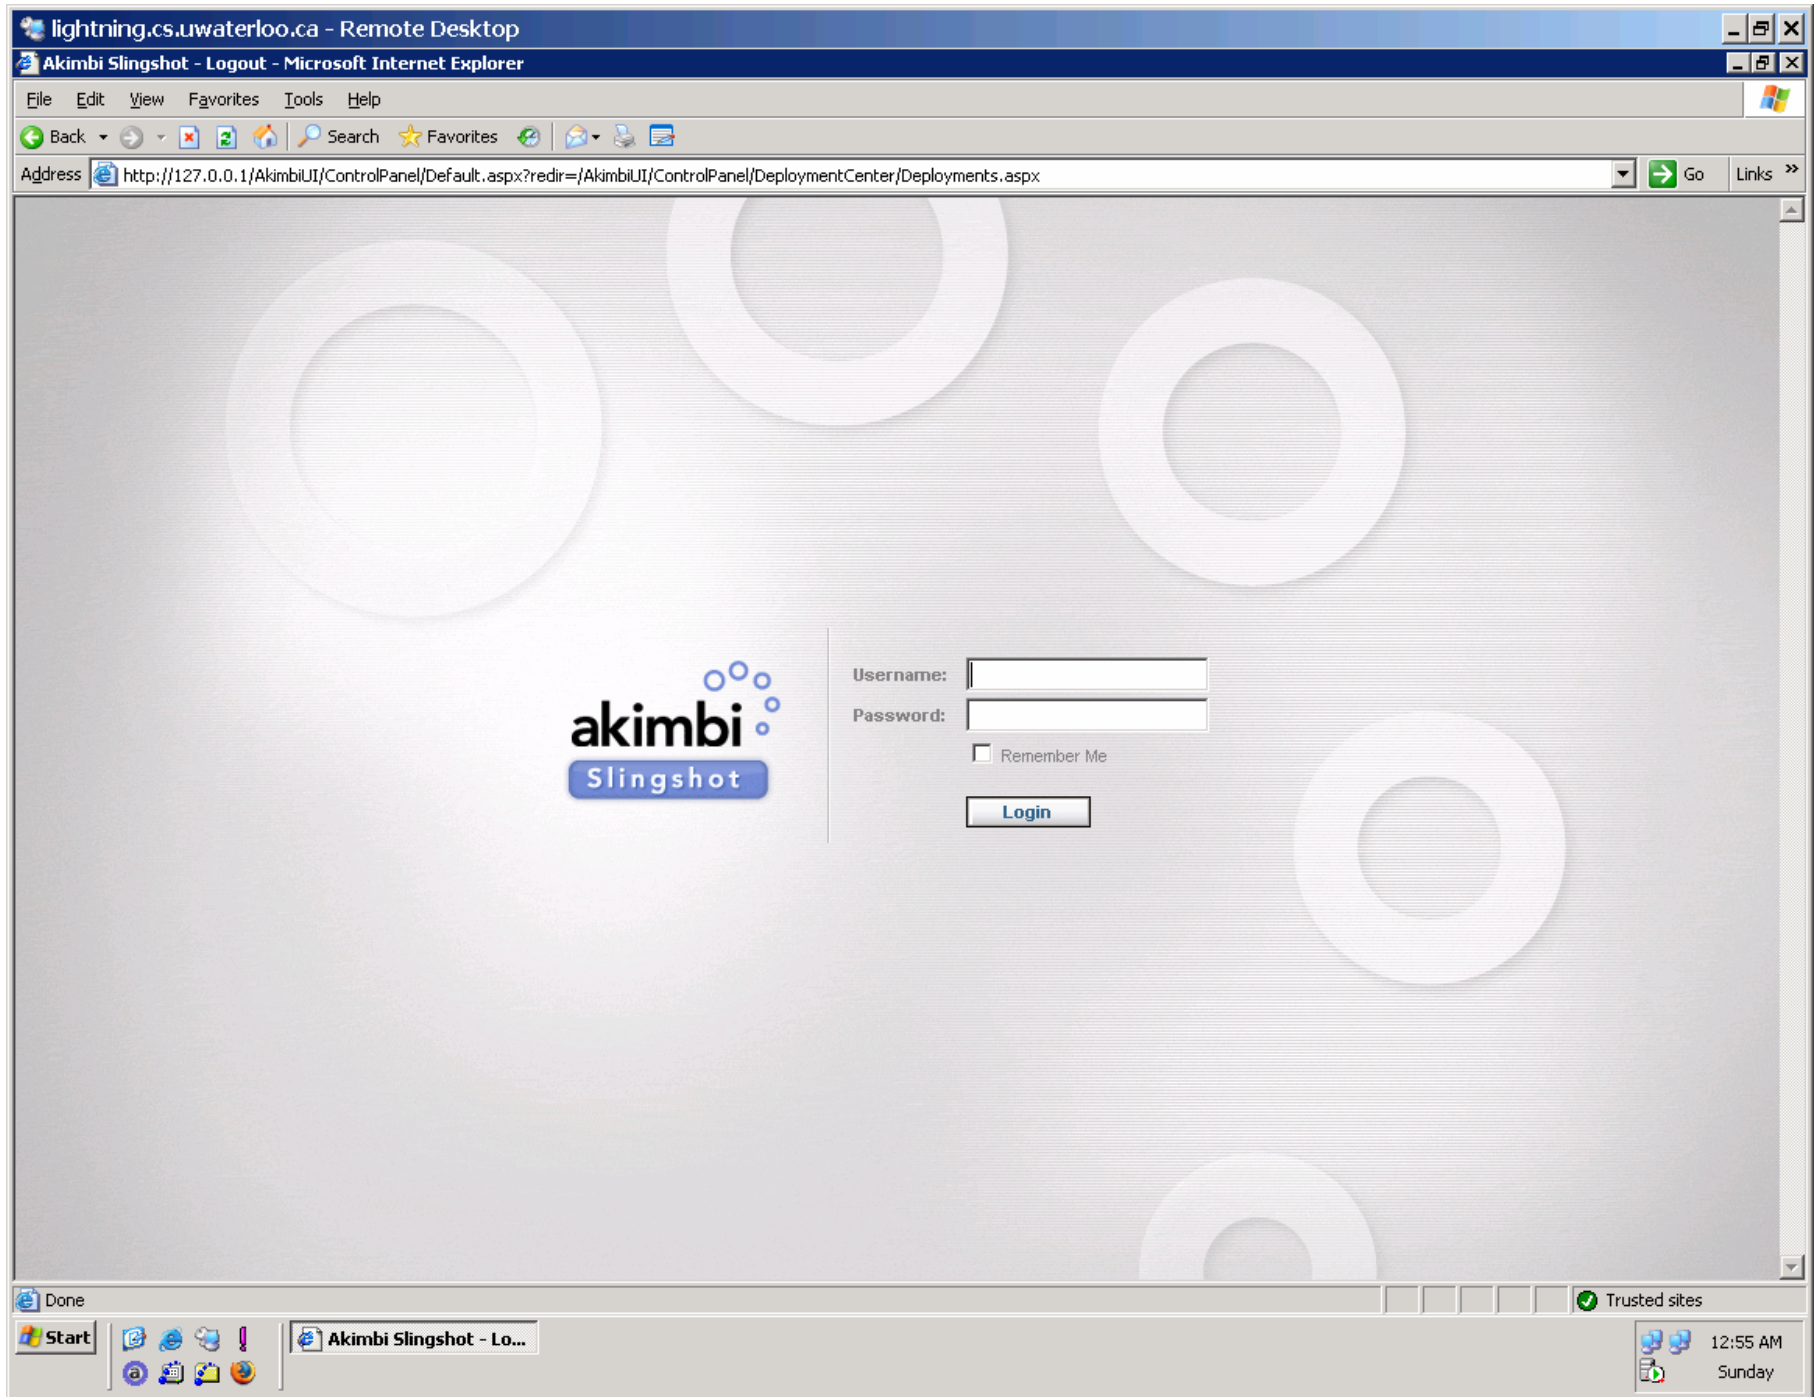 lightning.cs.uwaterloo.ca - Remote Desktop
Akimbi Slingshot - Logout - Microsoft Internet Explorer
File Edit View Favorites Tools Help
Back Search Favorites
Address http://127.0.0.1/AkimbiUI/ControlPanel/Default.aspx?redir=/AkimbiUI/ControlPanel/DeploymentCenter/Deployments.aspx Go Links »
akimbi
Slingshot
Username:
Password:
Remember Me
Login
Done Trusted sites
Start Akimbi Slingshot - Lo... 12:55 AM
Sunday